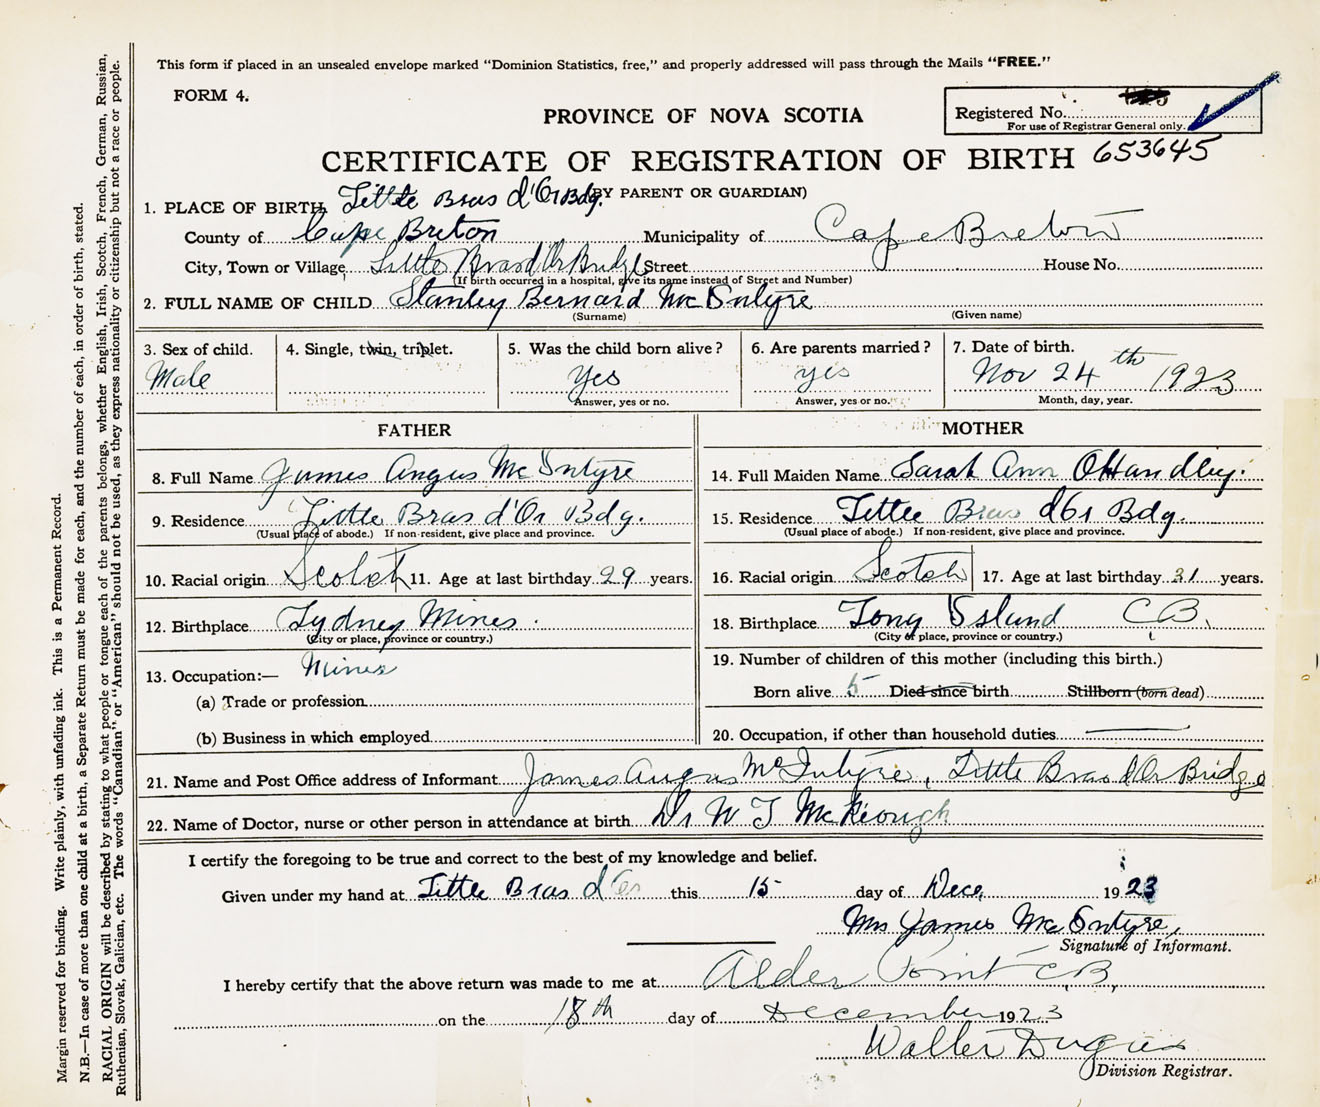 This form if placed in an unsealed envelope marked "Dominion Statistics, free," and properly addressed will pass through the Mails "FREE."
FORM 4.
PROVINCE OF NOVA SCOTIA
Registered No.
For use of Registrar General only.
CERTIFICATE OF REGISTRATION OF BIRTH 653645
(BY PARENT OR GUARDIAN)
1. PLACE OF BIRTH Little Bras d'Or Bdg.
County of Cape Breton Municipality of Cape Breton
City, Town or Village Little Bras d Or Bridge Street House No.
(If birth occurred in a hospital, give its name instead of Street and Number)
2. FULL NAME OF CHILD Stanley Bernard McIntyre
(Surname) (Given name)
3. Sex of child. 4. Single, twin, triplet. 5. Was the child born alive? 6. Are parents married? 7. Date of birth.
Male Yes yes Nov 24th 1923
Answer, yes or no. Answer, yes or no. Month, day, year.
FATHER MOTHER
8. Full Name James Angus McIntyre 14. Full Maiden Name Sarah Ann OHandley.
9. Residence Little Bras d'Or Bdg. 15. Residence Little Bras d'Or Bdg.
(Usual place of abode.) If non-resident, give place and province. (Usual place of abode.) If non-resident, give place and province.
10. Racial origin Scotch 11. Age at last birthday 29 years. 16. Racial origin Scotch 17. Age at last birthday 31 years.
12. Birthplace Sydney Mines. 18. Birthplace Long Island C B.
(City or place, province or country.) (City or place, province or country.)
13. Occupation:— Miner 19. Number of children of this mother (including this birth.)
(a) Trade or profession Born alive 5 Died since birth Stillborn (born dead)
(b) Business in which employed 20. Occupation, if other than household duties
21. Name and Post Office address of Informant James Angus McIntyre, Little Bras d'Or Bridge
22. Name of Doctor, nurse or other person in attendance at birth Dr W T McKeough
I certify the foregoing to be true and correct to the best of my knowledge and belief.
Given under my hand at Little Bras d'Or this 15 day of Dece, 1923
Mrs James McIntyre,
Signature of Informant.
I hereby certify that the above return was made to me at Alder Point C.B,
on the 18th day of December 1923
Walter
Division Registrar.
Margin reserved for binding. Write plainly, with unfading ink. This is a Permanent Record.
N.B.—In case of more than one child at a birth, a Separate Return must be made for each, and the number of each, in order of birth, stated.
RACIAL ORIGIN will be described by stating to what people or tongue each of the parents belongs, whether English, Irish, Scotch, French, German, Russian,
Ruthenian, Slovak, Galician, etc. The words "Canadian" or "American" should not be used, as they express nationality or citizenship but not a race or people.